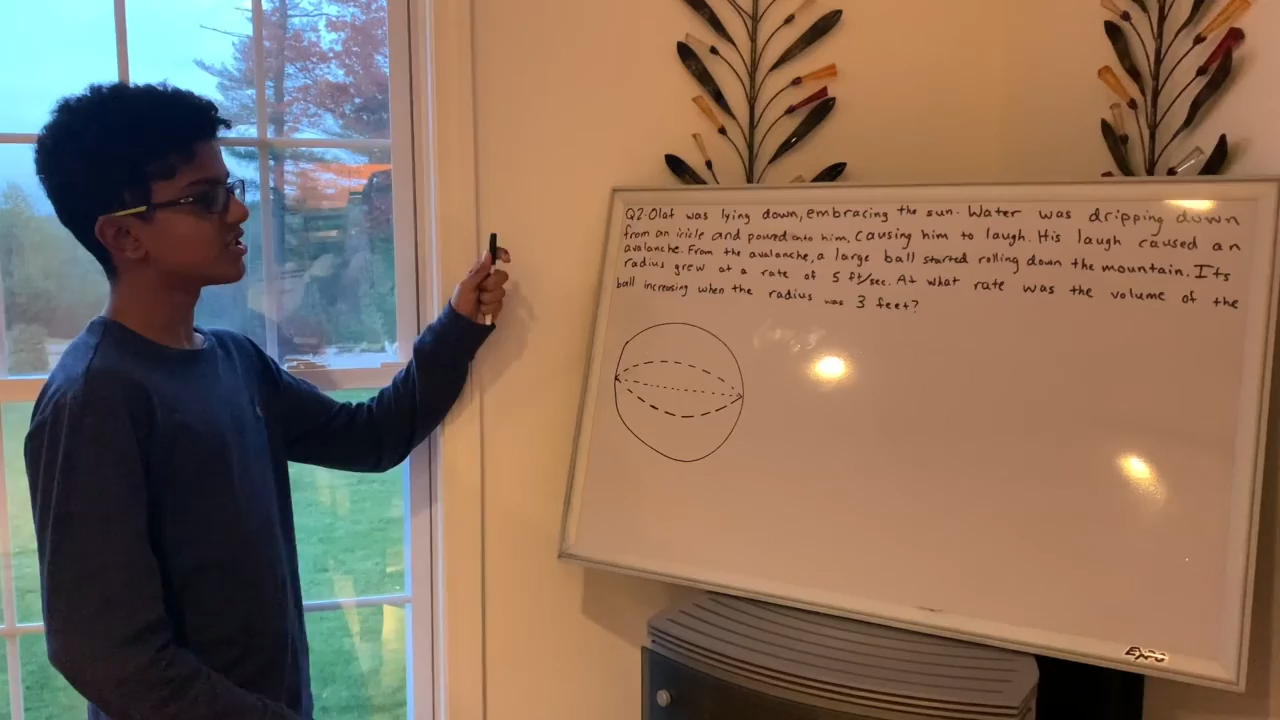 Q2. Olaf was lying down, embracing the sun. Water was dripping down
from an icicle and poured onto him, causing him to laugh. His laugh caused an
avalanche. From the avalanche, a large ball started rolling down the mountain. Its
radius grew at a rate of 5 ft/sec. At what rate was the volume of the
ball increasing when the radius was 3 feet?
EXPO